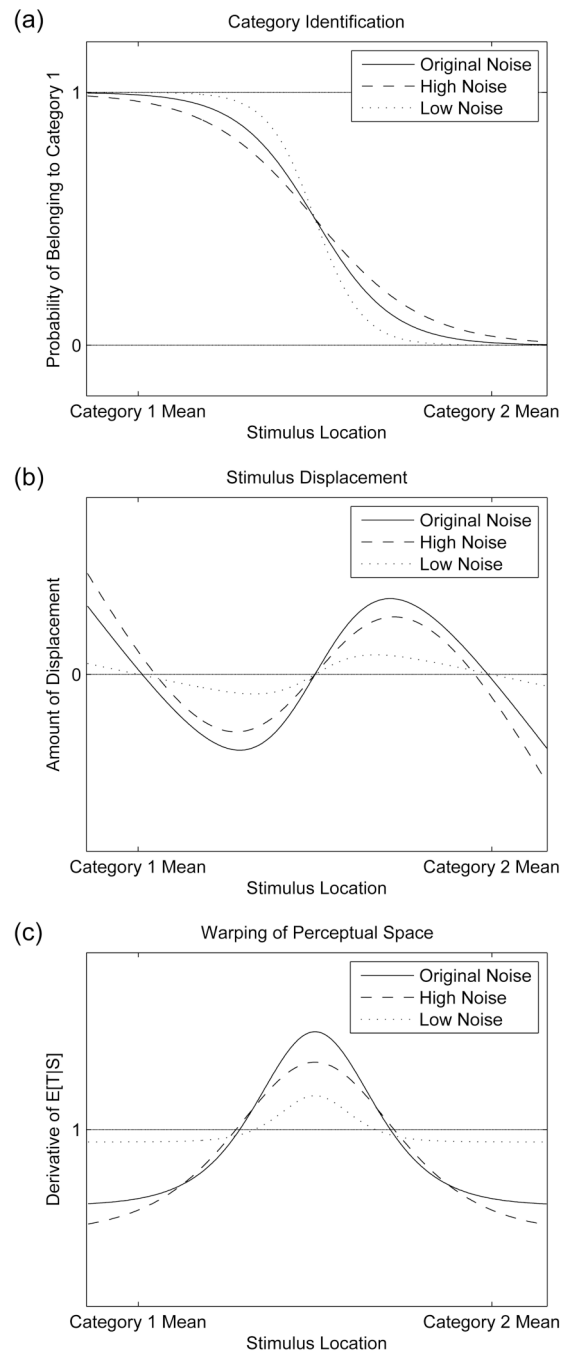 (a)
Category Identification
Original Noise
High Noise
Low Noise
Probability of Belonging to Category 1
1
0
Category 1 Mean
Category 2 Mean
Stimulus Location
(b)
Stimulus Displacement
Original Noise
High Noise
Low Noise
Amount of Displacement
0
Category 1 Mean
Category 2 Mean
Stimulus Location
(c)
Warping of Perceptual Space
Original Noise
High Noise
Low Noise
Derivative of E[T|S]
1
Category 1 Mean
Category 2 Mean
Stimulus Location